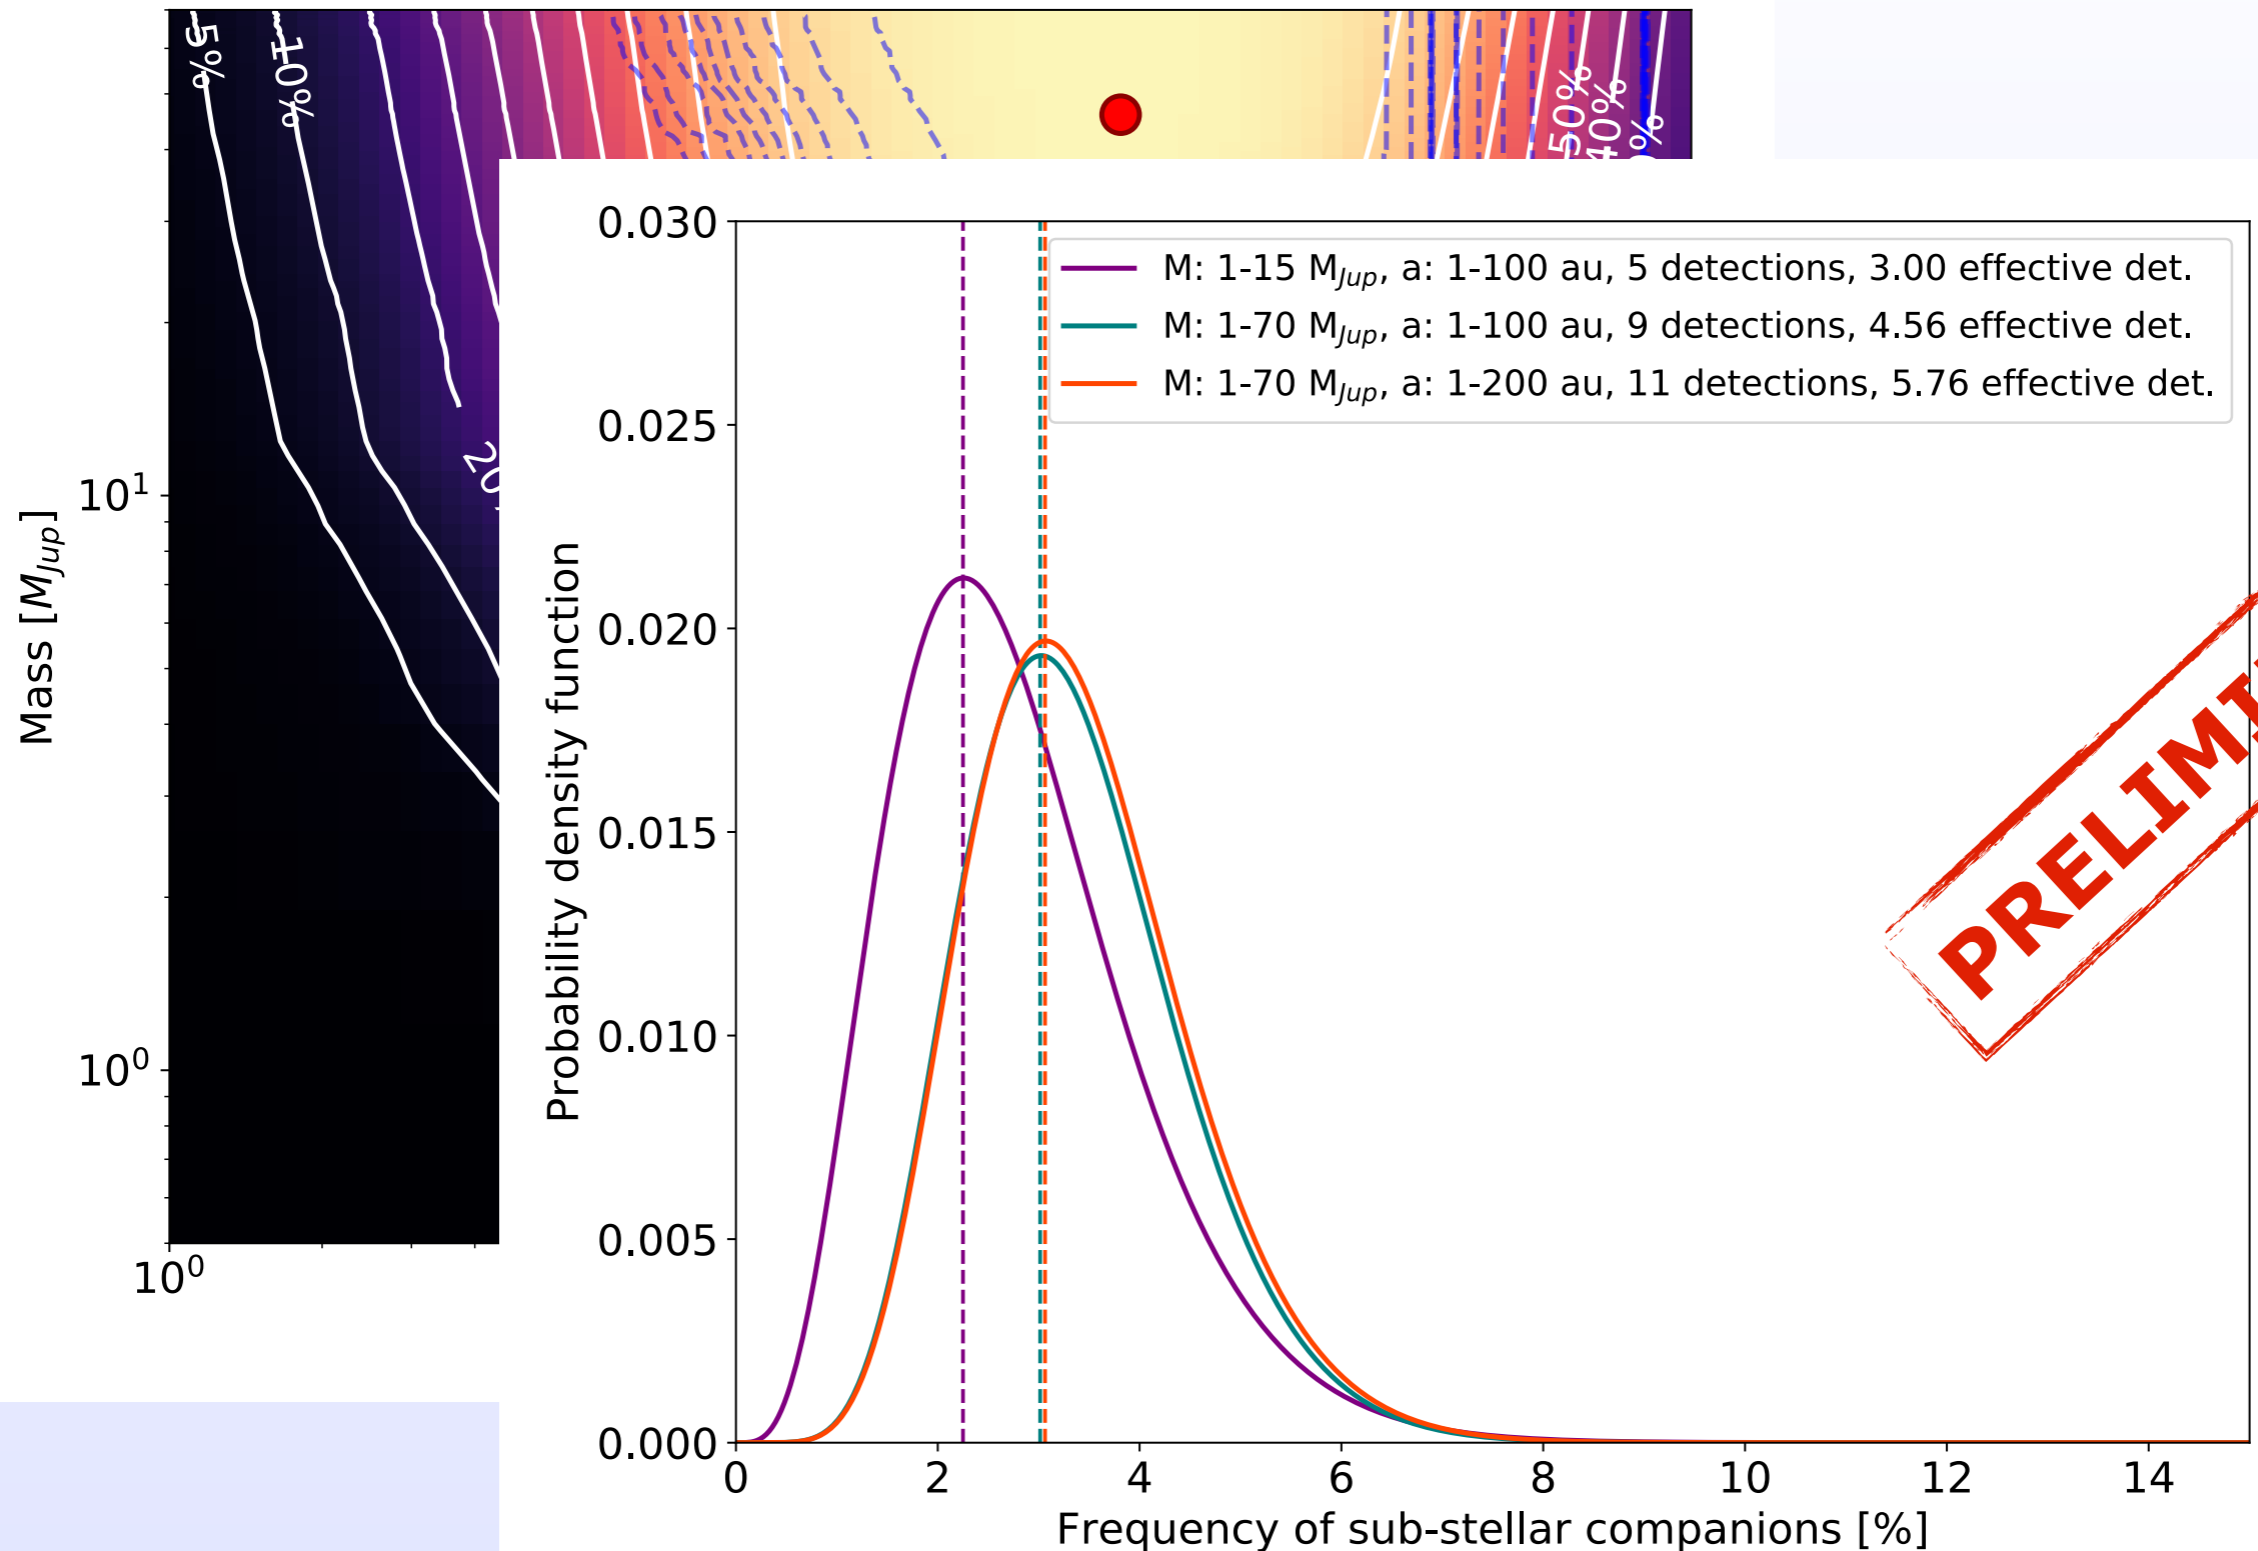 5%
10%
50%
40%
%
20
Mass [M_Jup]
10^1
10^0
10^0
Probability density function
0.030
0.025
0.020
0.015
0.010
0.005
0.000
M: 1-15 M_Jup, a: 1-100 au, 5 detections, 3.00 effective det.
M: 1-70 M_Jup, a: 1-100 au, 9 detections, 4.56 effective det.
M: 1-70 M_Jup, a: 1-200 au, 11 detections, 5.76 effective det.
PRELIMI
0 2 4 6 8 10 12 14
Frequency of sub-stellar companions [%]